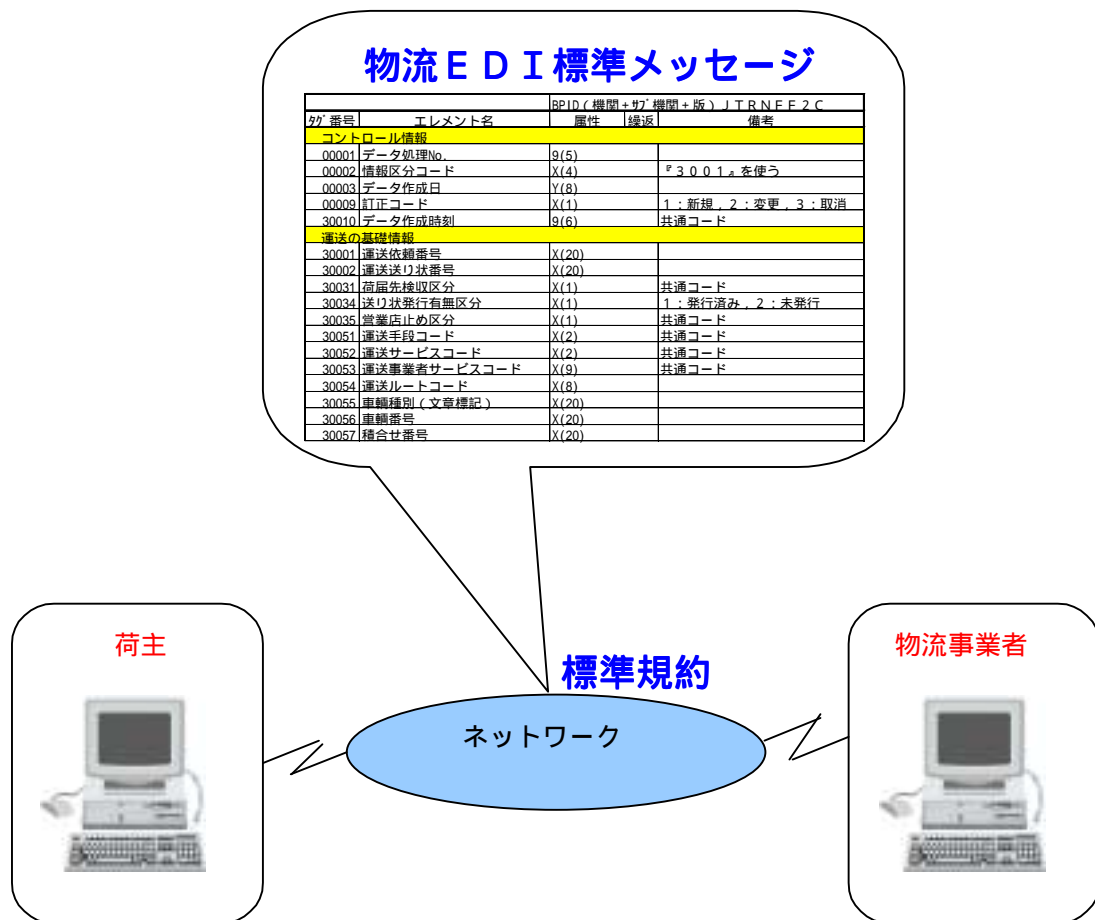 物流ＥＤＩ標準メッセージ
BPID(機関+ｻﾌﾞ機関+版)ＪＴＲＮＥＥ２Ｃ
ﾀｸﾞ番号 エレメント名 属性 繰返 備考
コントロール情報
00001 データ処理No. 9(5)
00002 情報区分コード X(4) 『３００１』を使う
00003 データ作成日 Y(8)
00009 訂正コード X(1) １：新規，２：変更，３：取消
30010 データ作成時刻 9(6) 共通コード
運送の基礎情報
30001 運送依頼番号 X(20)
30002 運送送り状番号 X(20)
30031 荷届先検収区分 X(1) 共通コード
30034 送り状発行有無区分 X(1) １：発行済み，２：未発行
30035 営業店止め区分 X(1) 共通コード
30051 運送手段コード X(2) 共通コード
30052 運送サービスコード X(2) 共通コード
30053 運送事業者サービスコード X(9) 共通コード
30054 運送ルートコード X(8)
30055 車輌種別(文章標記) X(20)
30056 車輌番号 X(20)
30057 積合せ番号 X(20)
荷主
物流事業者
標準規約
ネットワーク